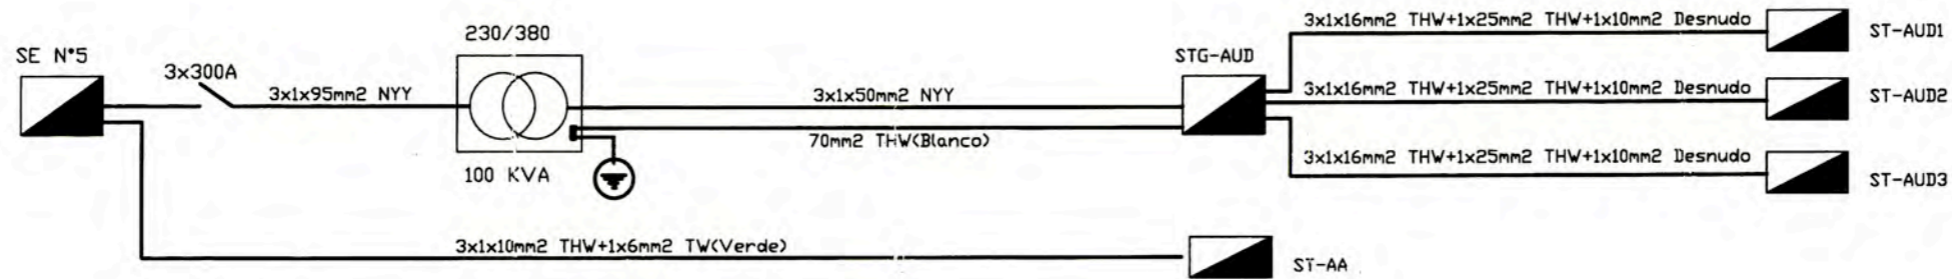 SE N°5
3x300A
3x1x95mm2 NYY
230/380
100 KVA
3x1x50mm2 NYY
70mm2 THW(Blanco)
STG-AUD
3x1x16mm2 THW+1x25mm2 THW+1x10mm2 Desnudo
ST-AUD1
3x1x16mm2 THW+1x25mm2 THW+1x10mm2 Desnudo
ST-AUD2
3x1x16mm2 THW+1x25mm2 THW+1x10mm2 Desnudo
ST-AUD3
3x1x10mm2 THW+1x6mm2 TW(Verde)
ST-AA